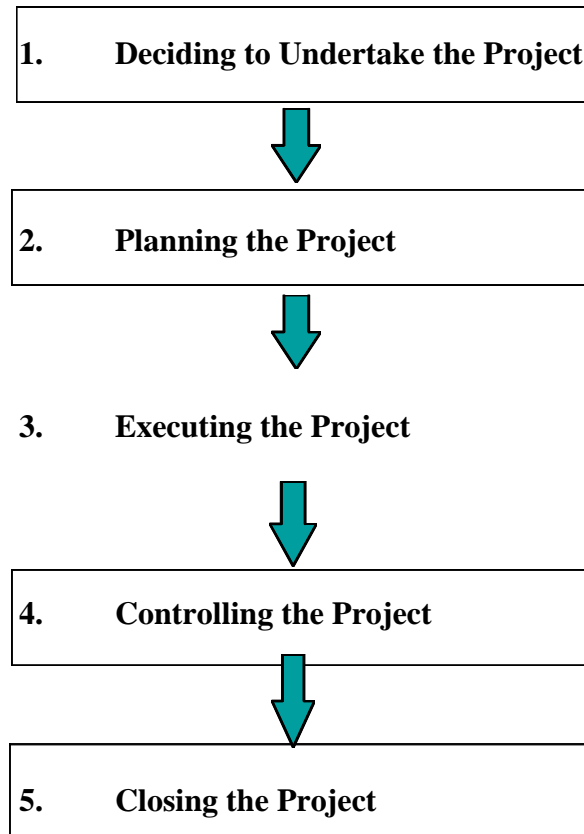 1. Deciding to Undertake the Project
2. Planning the Project
3. Executing the Project
4. Controlling the Project
5. Closing the Project